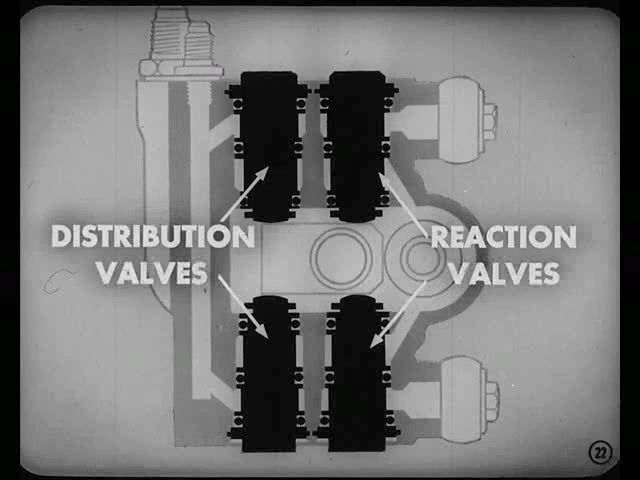 DISTRIBUTION
VALVES
REACTION
VALVES
22